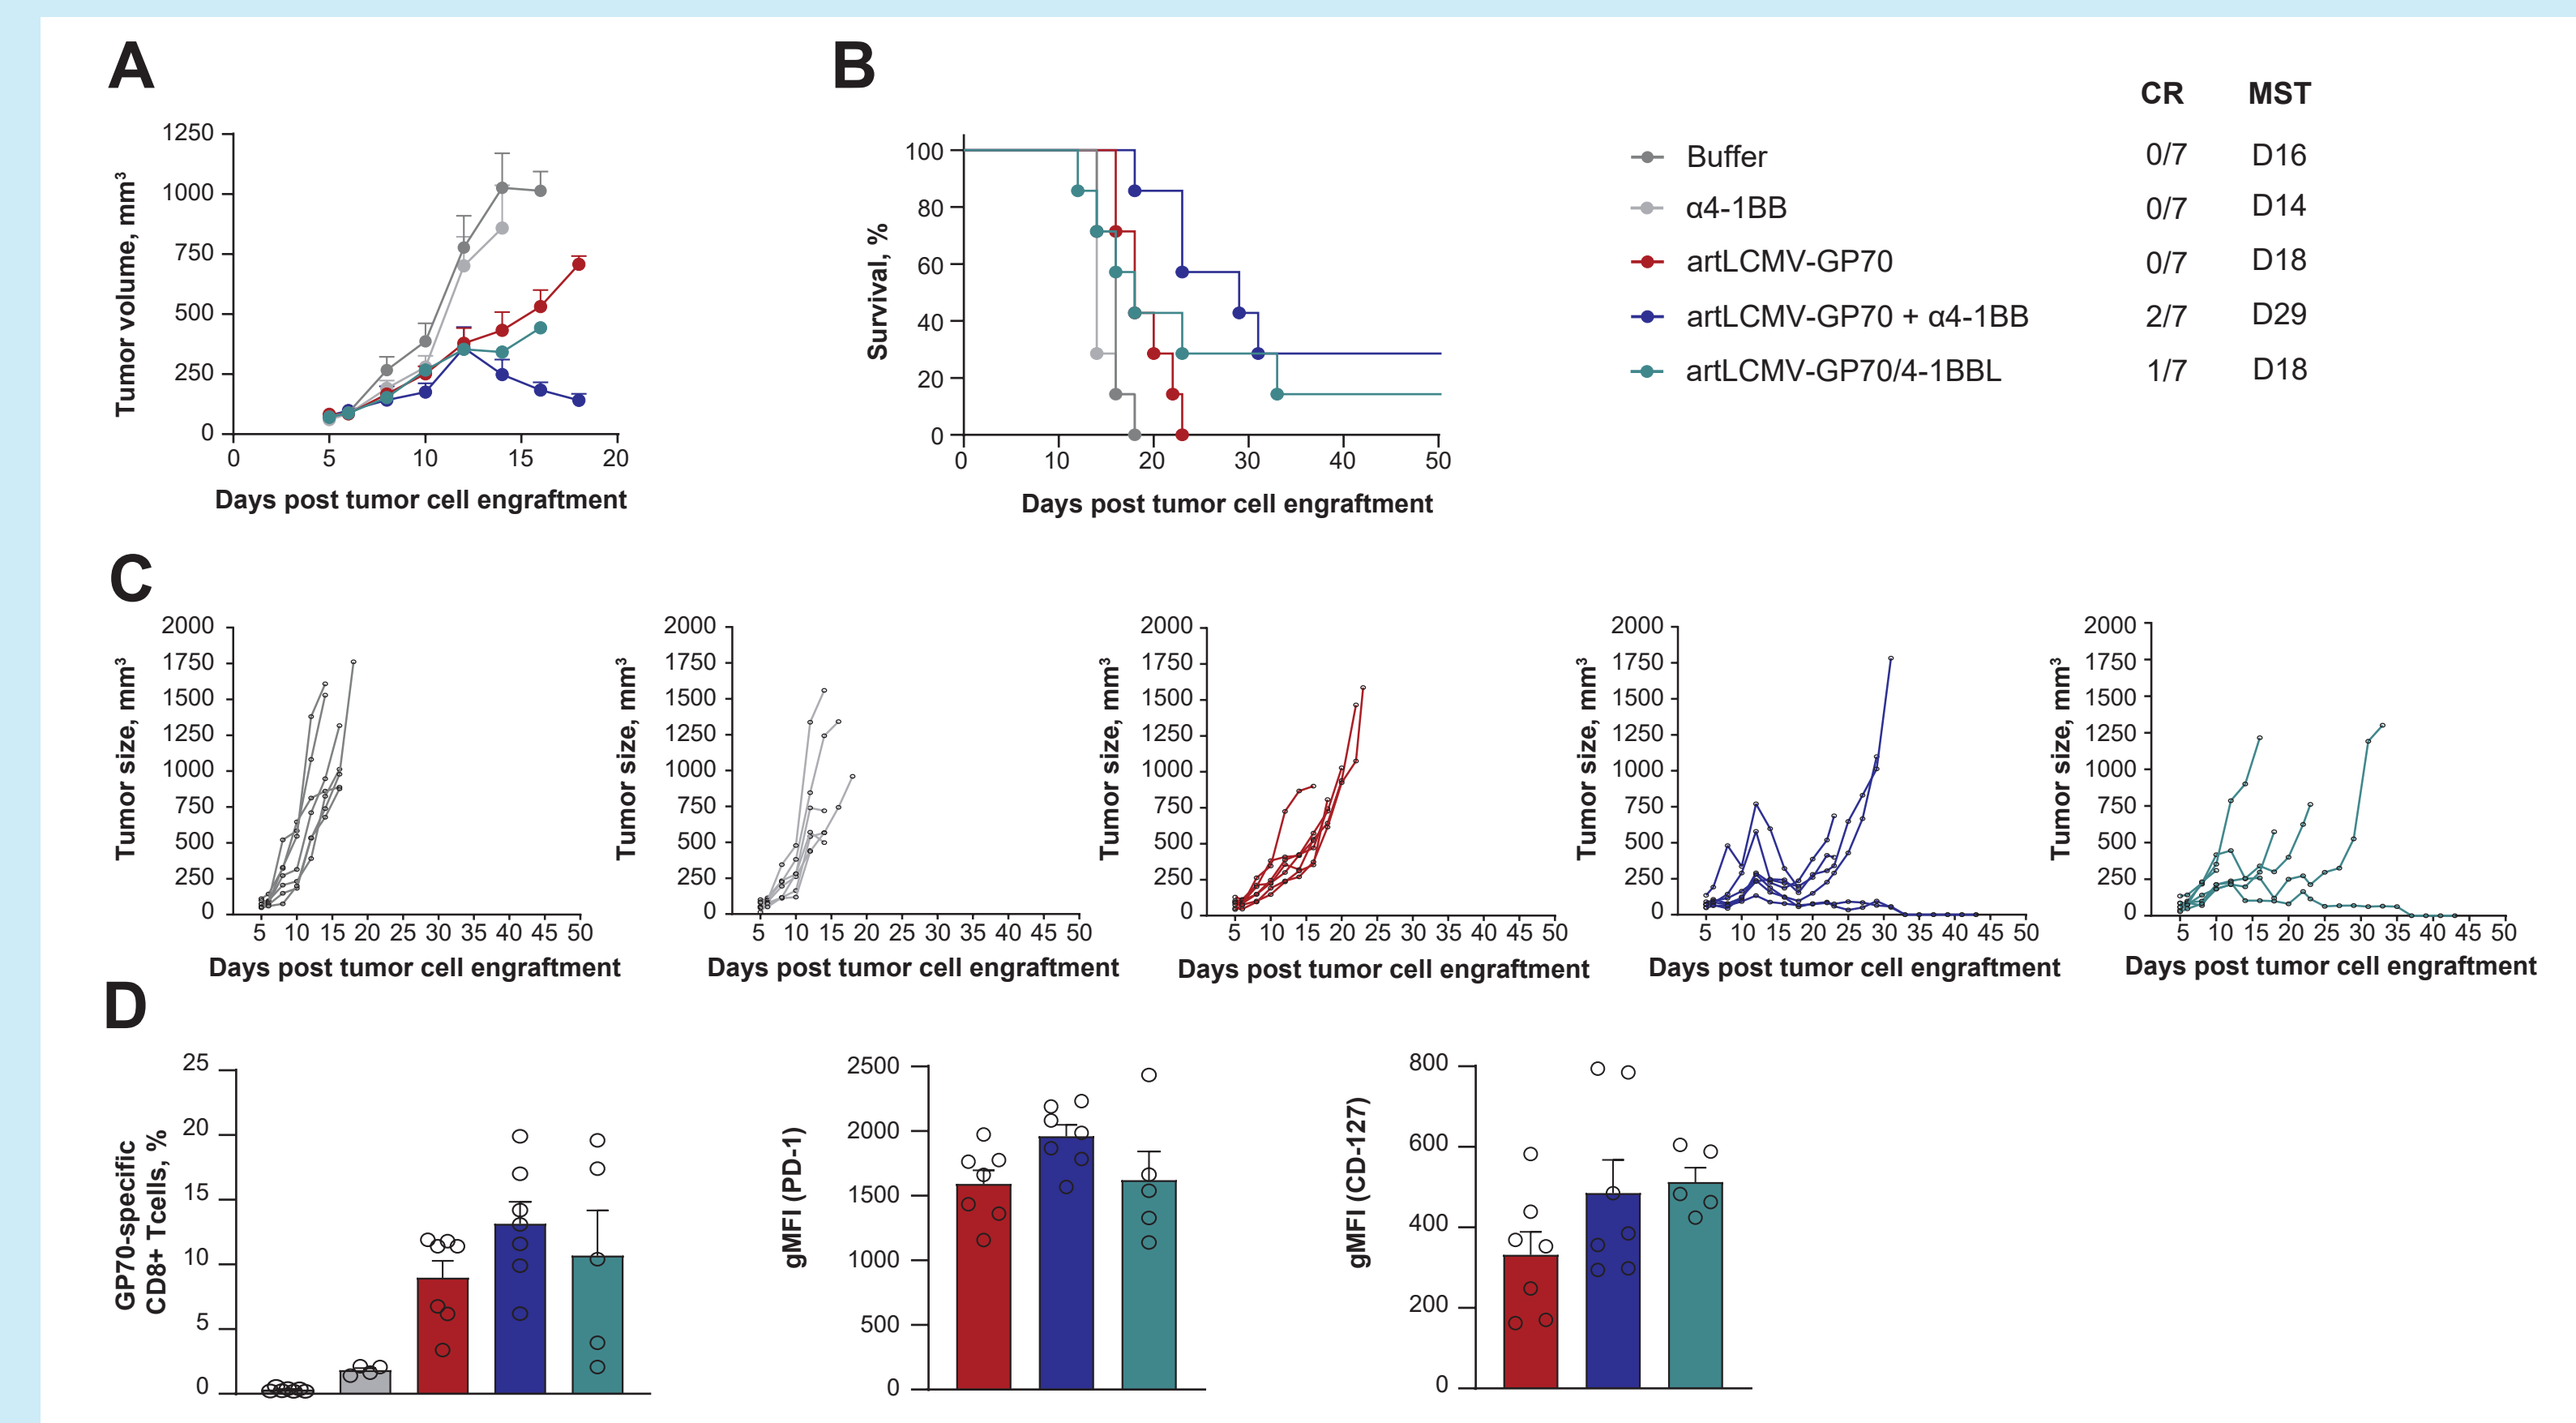 A
Tumor volume, mm³
1250
1000
750
500
250
0
0 5 10 15 20
Days post tumor cell engraftment
B
Survival, %
100
80
60
40
20
0
0 10 20 30 40 50
Days post tumor cell engraftment
CR MST
Buffer 0/7 D16
α4-1BB 0/7 D14
artLCMV-GP70 0/7 D18
artLCMV-GP70 + α4-1BB 2/7 D29
artLCMV-GP70/4-1BBL 1/7 D18
C
Tumor size, mm³
2000
1750
1500
1250
1000
750
500
250
0
5 10 15 20 25 30 35 40 45 50
Days post tumor cell engraftment
Tumor size, mm³
2000
1750
1500
1250
1000
750
500
250
0
5 10 15 20 25 30 35 40 45 50
Days post tumor cell engraftment
Tumor size, mm³
2000
1750
1500
1250
1000
750
500
250
0
5 10 15 20 25 30 35 40 45 50
Days post tumor cell engraftment
Tumor size, mm³
2000
1750
1500
1250
1000
750
500
250
0
5 10 15 20 25 30 35 40 45 50
Days post tumor cell engraftment
Tumor size, mm³
2000
1750
1500
1250
1000
750
500
250
0
5 10 15 20 25 30 35 40 45 50
Days post tumor cell engraftment
D
GP70-specific
CD8+ Tcells, %
25
20
15
10
5
0
gMFI (PD-1)
2500
2000
1500
1000
500
0
gMFI (CD-127)
800
600
400
200
0